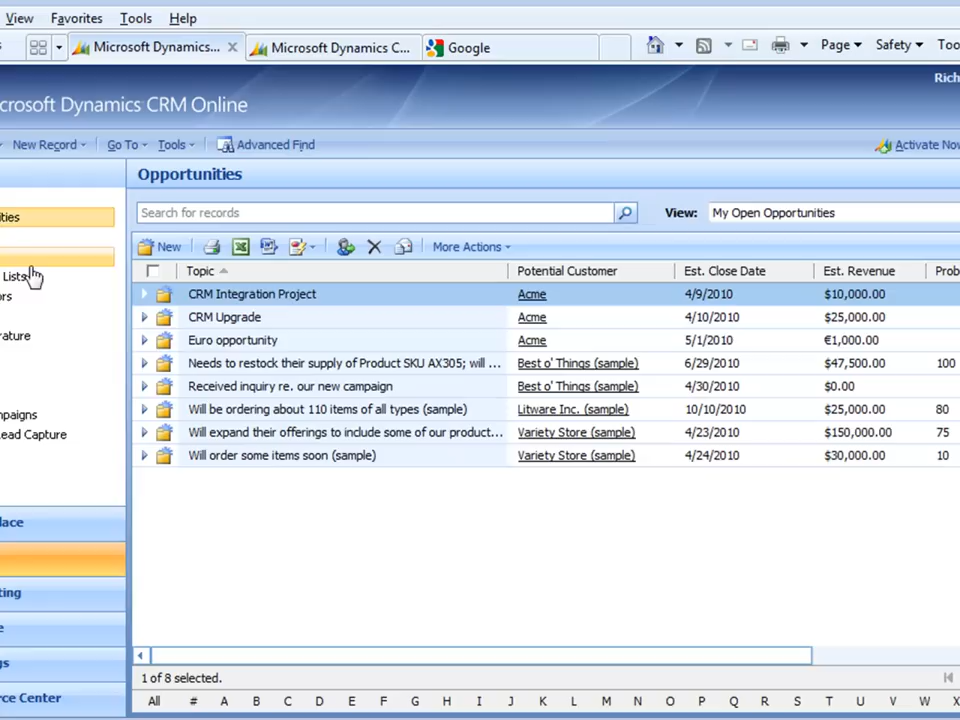 View Favorites Tools Help
Microsoft Dynamics... Microsoft Dynamics C... Google Page Safety Too
Rich
crosoft Dynamics CRM Online
New Record Go To Tools Advanced Find Activate Now
Opportunities
ities
Search for records View: My Open Opportunities
New More Actions
Topic Potential Customer Est. Close Date Est. Revenue Prob
Lists
CRM Integration Project Acme 4/9/2010 $10,000.00
ors
CRM Upgrade Acme 4/10/2010 $25,000.00
rature
Euro opportunity Acme 5/1/2010 €1,000.00
Needs to restock their supply of Product SKU AX305; will ... Best o' Things (sample) 6/29/2010 $47,500.00 100
Received inquiry re. our new campaign Best o' Things (sample) 4/30/2010 $0.00
Will be ordering about 110 items of all types (sample) Litware Inc. (sample) 10/10/2010 $25,000.00 80
mpaigns
Will expand their offerings to include some of our product... Variety Store (sample) 4/23/2010 $150,000.00 75
ead Capture
Will order some items soon (sample) Variety Store (sample) 4/24/2010 $30,000.00 10
lace
ting
e
gs
rce Center
1 of 8 selected.
All # A B C D E F G H I J K L M N O P Q R S T U V W X